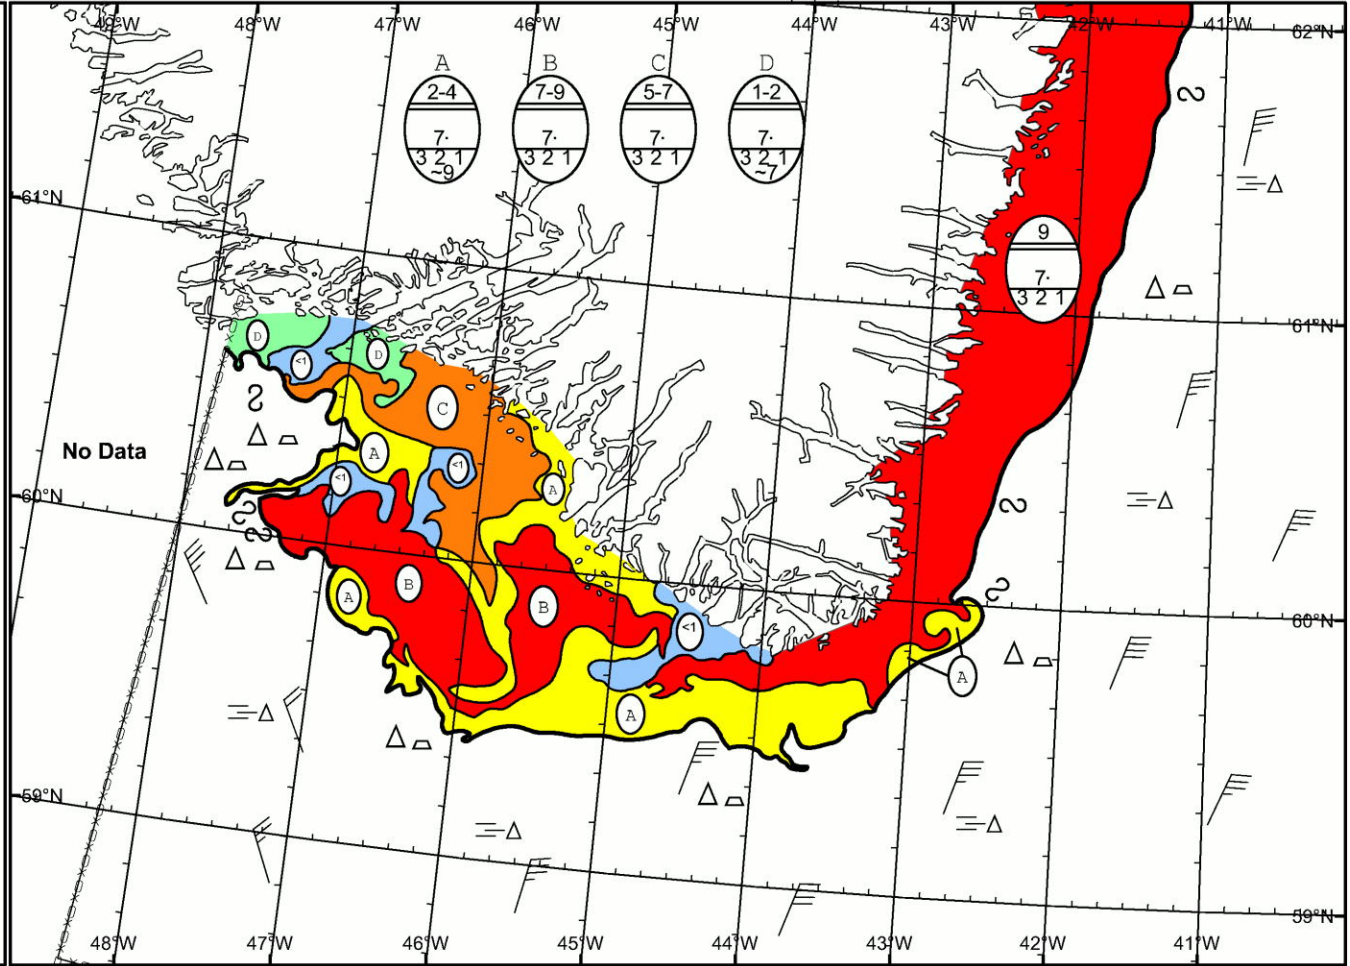 48°W 48°W 47°W 46°W 45°W 44°W 43°W 42°W 41°W
62°N
A B C D
2-4 7-9 5-7 1-2
7· 7· 7· 7·
3 2 1 3 2 1 3 2 1 3 2 1
~9 ~7
61°N
9
7·
3 2 1
61°N
D
<1
D
C
No Data
A
<1
<1
A
60°N
B
A
B
<1
60°N
A
A
59°N
59°N
48°W 47°W 46°W 45°W 44°W 43°W 42°W 41°W